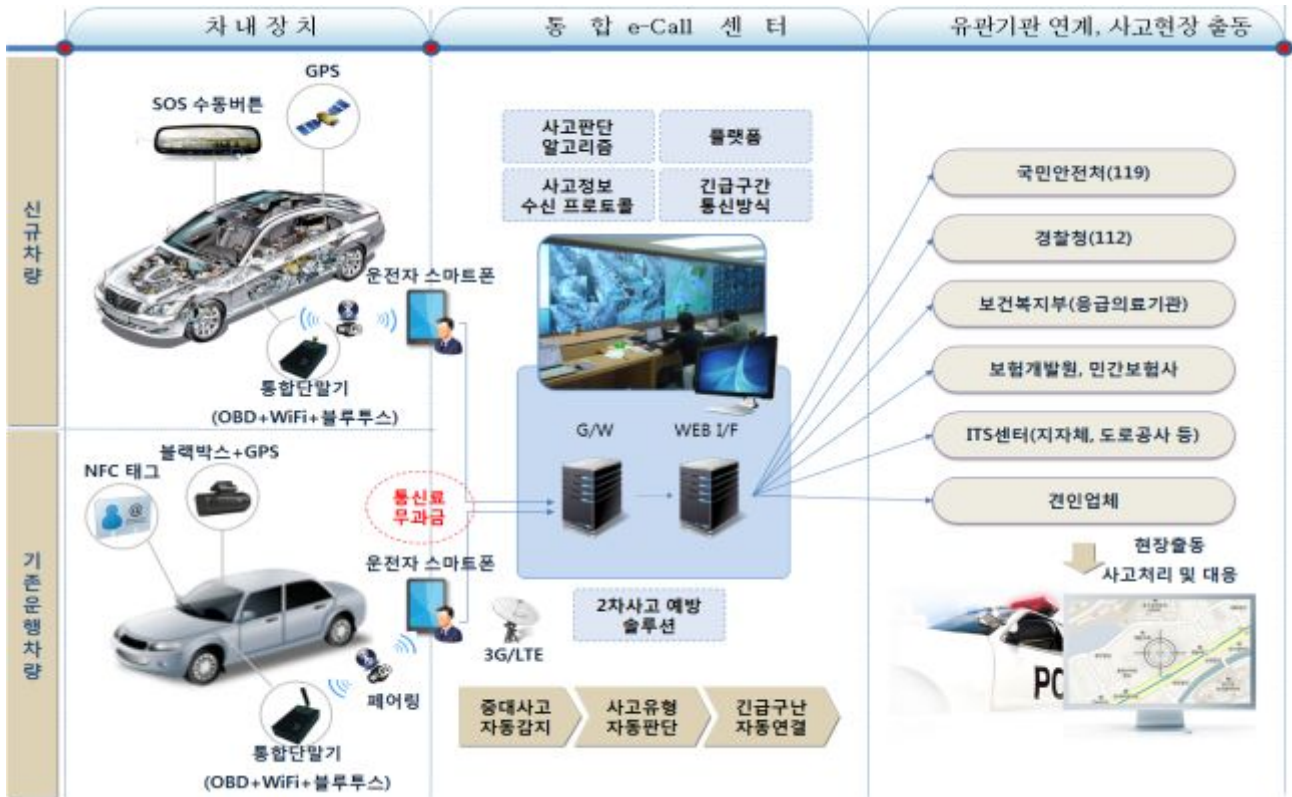 차 내 장 치
통 합 e-Call 센 터
유관기관 연계, 사고현장 출동
신규차량
GPS
SOS 수동버튼
운전자 스마트폰
통합단말기
(OBD+WiFi+블루투스)
사고판단
알고리즘
플랫폼
사고정보
수신 프로토콜
긴급구간
통신방식
G/W
WEB I/F
국민안전처(119)
경찰청(112)
보건복지부(응급의료기관)
보험개발원, 민간보험사
ITS센터(지자체, 도로공사 등)
견인업체
기존운행차량
블랙박스+GPS
NFC 태그
통신료
무과금
운전자 스마트폰
페어링
통합단말기
(OBD+WiFi+블루투스)
3G/LTE
2차사고 예방
솔루션
중대사고
자동감지
사고유형
자동판단
긴급구난
자동연결
현장출동
사고처리 및 대응
PO